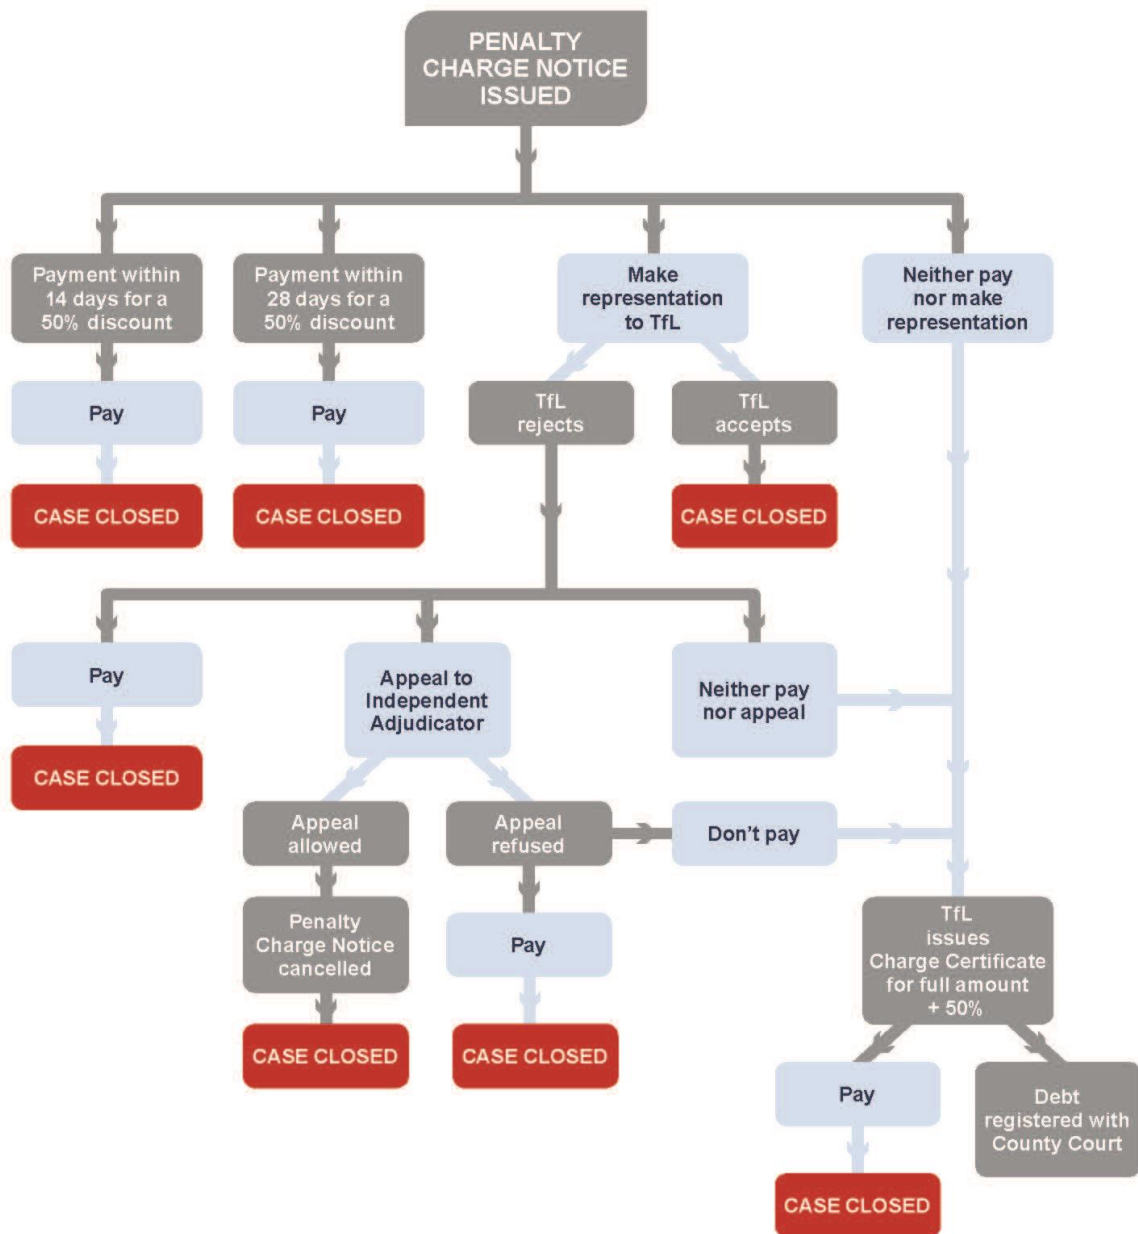 PENALTY
CHARGE NOTICE
ISSUED
Payment within
14 days for a
50% discount
Payment within
28 days for a
50% discount
Make
representation
to TfL
Neither pay
nor make
representation
Pay
Pay
TfL
rejects
TfL
accepts
CASE CLOSED
CASE CLOSED
CASE CLOSED
Pay
Appeal to
Independent
Adjudicator
Neither pay
nor appeal
CASE CLOSED
Appeal
allowed
Appeal
refused
Don't pay
Penalty
Charge Notice
cancelled
Pay
TfL
issues
Charge Certificate
for full amount
+ 50%
CASE CLOSED
CASE CLOSED
Pay
Debt
registered with
County Court
CASE CLOSED